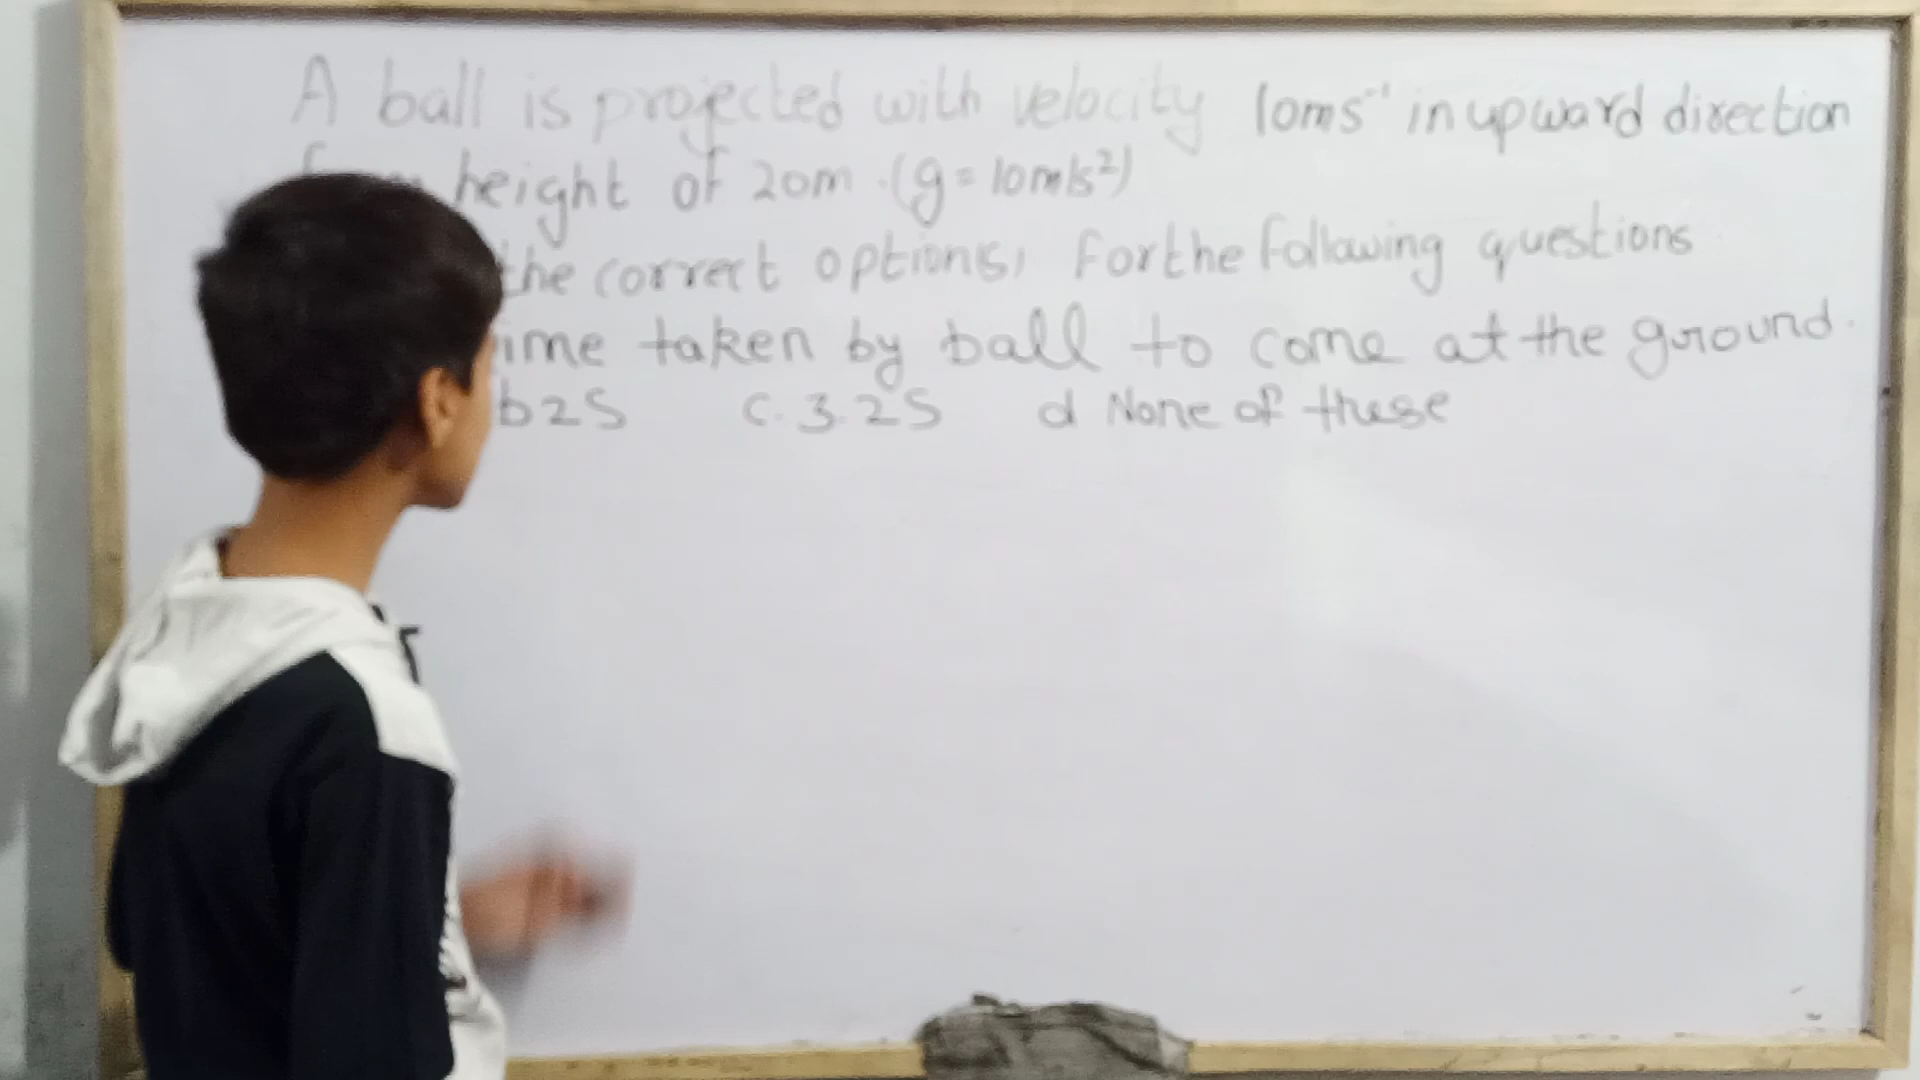 A ball is projected with velocity 10ms⁻¹ in upward direction
height of 20m. (g = 10m/s²)
the correct options, for the following questions
taken by ball to come at the ground.
b 2S C. 3.2S d None of these